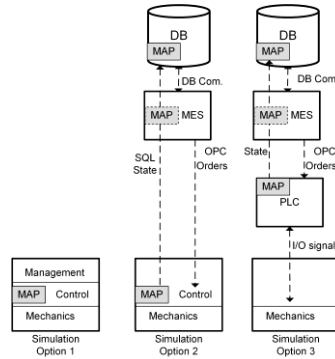 DB
MAP
DB Com.
MAP MES
SQL
State
OPC
Orders
MAP Control
Mechanics
Simulation
Option 2
DB
MAP
DB Com
MAP MES
State
OPC
Orders
MAP
PLC
I/O signal
Mechanics
Simulation
Option 3
Management
MAP Control
Mechanics
Simulation
Option 1